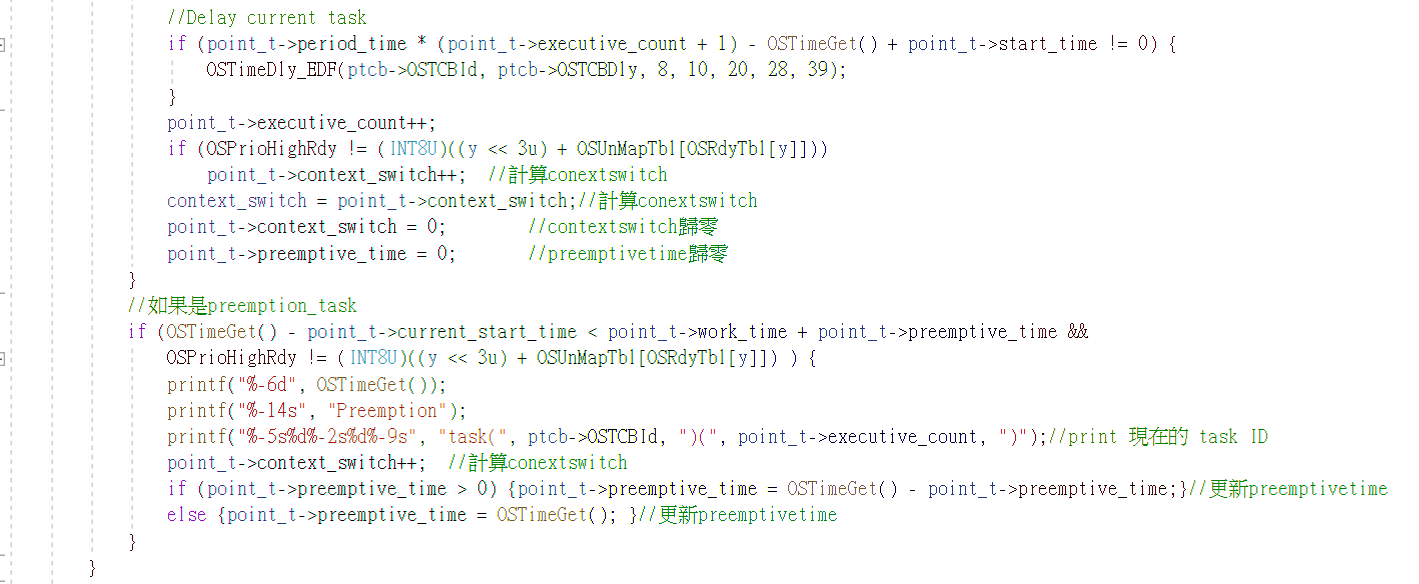 //Delay current task
if (point_t->period_time * (point_t->executive_count + 1) - OSTimeGet() + point_t->start_time != 0) {
OSTimeDly_EDF(ptcb->OSTCBId, ptcb->OSTCBDly, 8, 10, 20, 28, 39);
}
point_t->executive_count++;
if (OSPrioHighRdy != (INT8U)((y << 3u) + OSUnMapTbl[OSRdyTbl[y]]))
point_t->context_switch++;  //計算conextswitch
context_switch = point_t->context_switch;//計算conextswitch
point_t->context_switch = 0;        //contextswitch歸零
point_t->preemptive_time = 0;       //preemptivetime歸零
}
//如果是preemption_task
if (OSTimeGet() - point_t->current_start_time < point_t->work_time + point_t->preemptive_time &&
OSPrioHighRdy != (INT8U)((y << 3u) + OSUnMapTbl[OSRdyTbl[y]]) ) {
printf("%-6d", OSTimeGet());
printf("%-14s", "Preemption");
printf("%-5s%d%-2s%d%-9s", "task(", ptcb->OSTCBId, ")(", point_t->executive_count, ")");//print 現在的 task ID
point_t->context_switch++;  //計算conextswitch
if (point_t->preemptive_time > 0) {point_t->preemptive_time = OSTimeGet() - point_t->preemptive_time;}//更新preemptivetime
else {point_t->preemptive_time = OSTimeGet(); }//更新preemptivetime
}
}